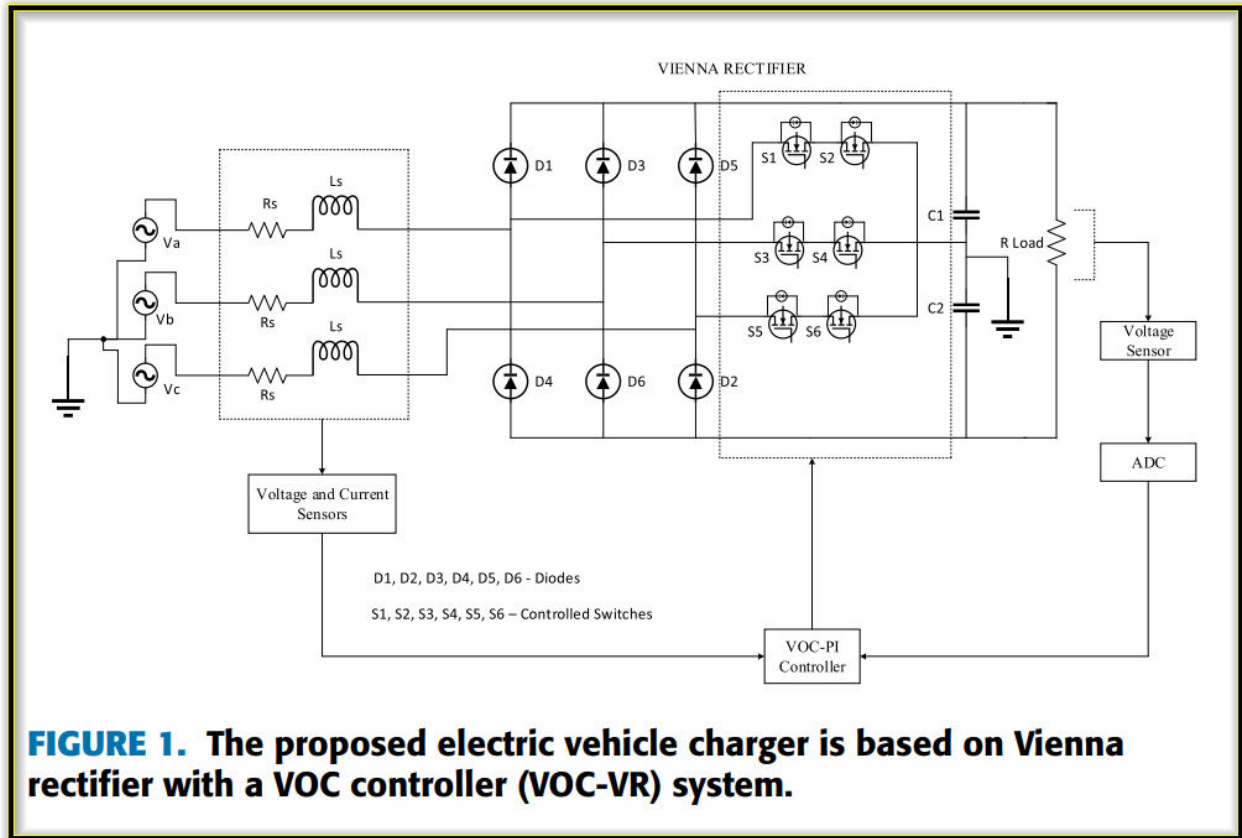 VIENNA RECTIFIER
D1
D3
D5
S1
S2
Ls
Rs
Va
C1
R Load
S3
S4
Ls
Vb
Rs
C2
S5
S6
Voltage
Sensor
Ls
Vc
Rs
D4
D6
D2
ADC
Voltage and Current
Sensors
D1, D2, D3, D4, D5, D6 - Diodes
S1, S2, S3, S4, S5, S6 – Controlled Switches
VOC-PI
Controller
FIGURE 1. The proposed electric vehicle charger is based on Vienna
rectifier with a VOC controller (VOC-VR) system.